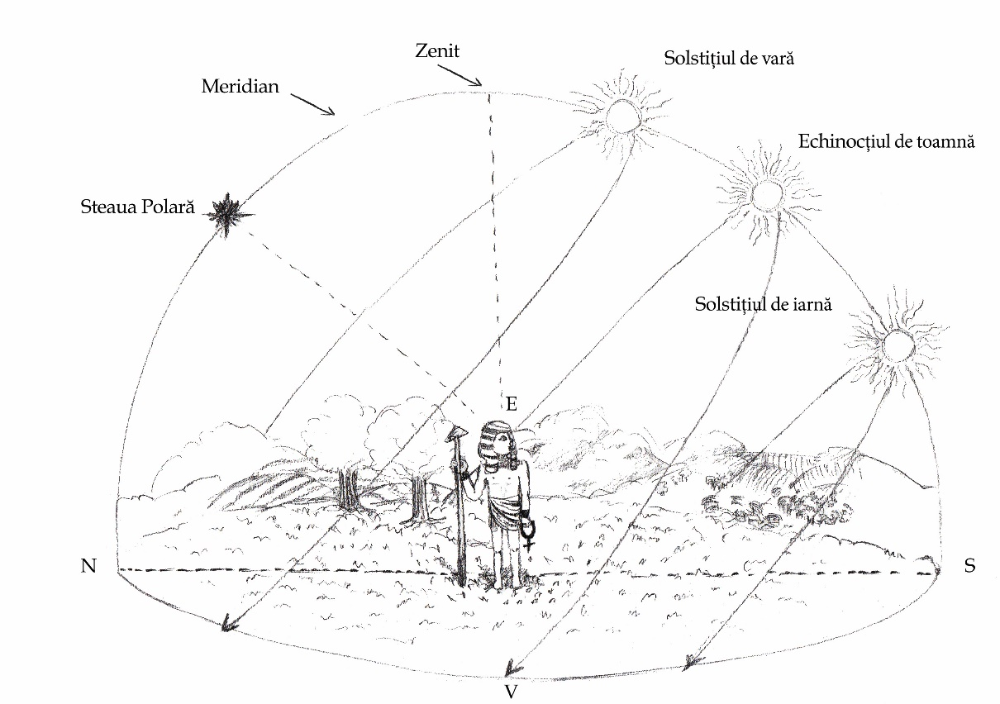 Zenit
Solstițiul de vară
Meridian
Echinocțiul de toamnă
Steaua Polară
Solstițiul de iarnă
E
N
S
V